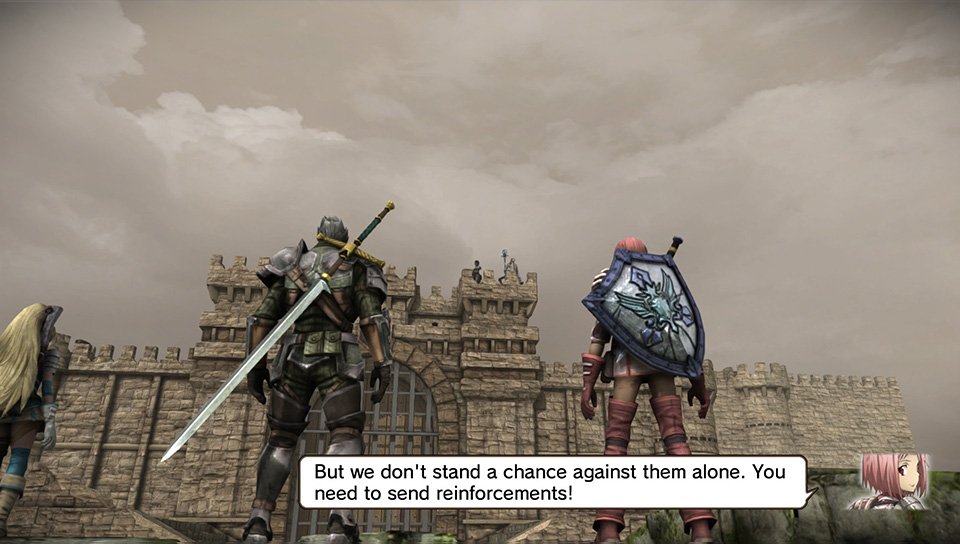 But we don't stand a chance against them alone. You
need to send reinforcements!